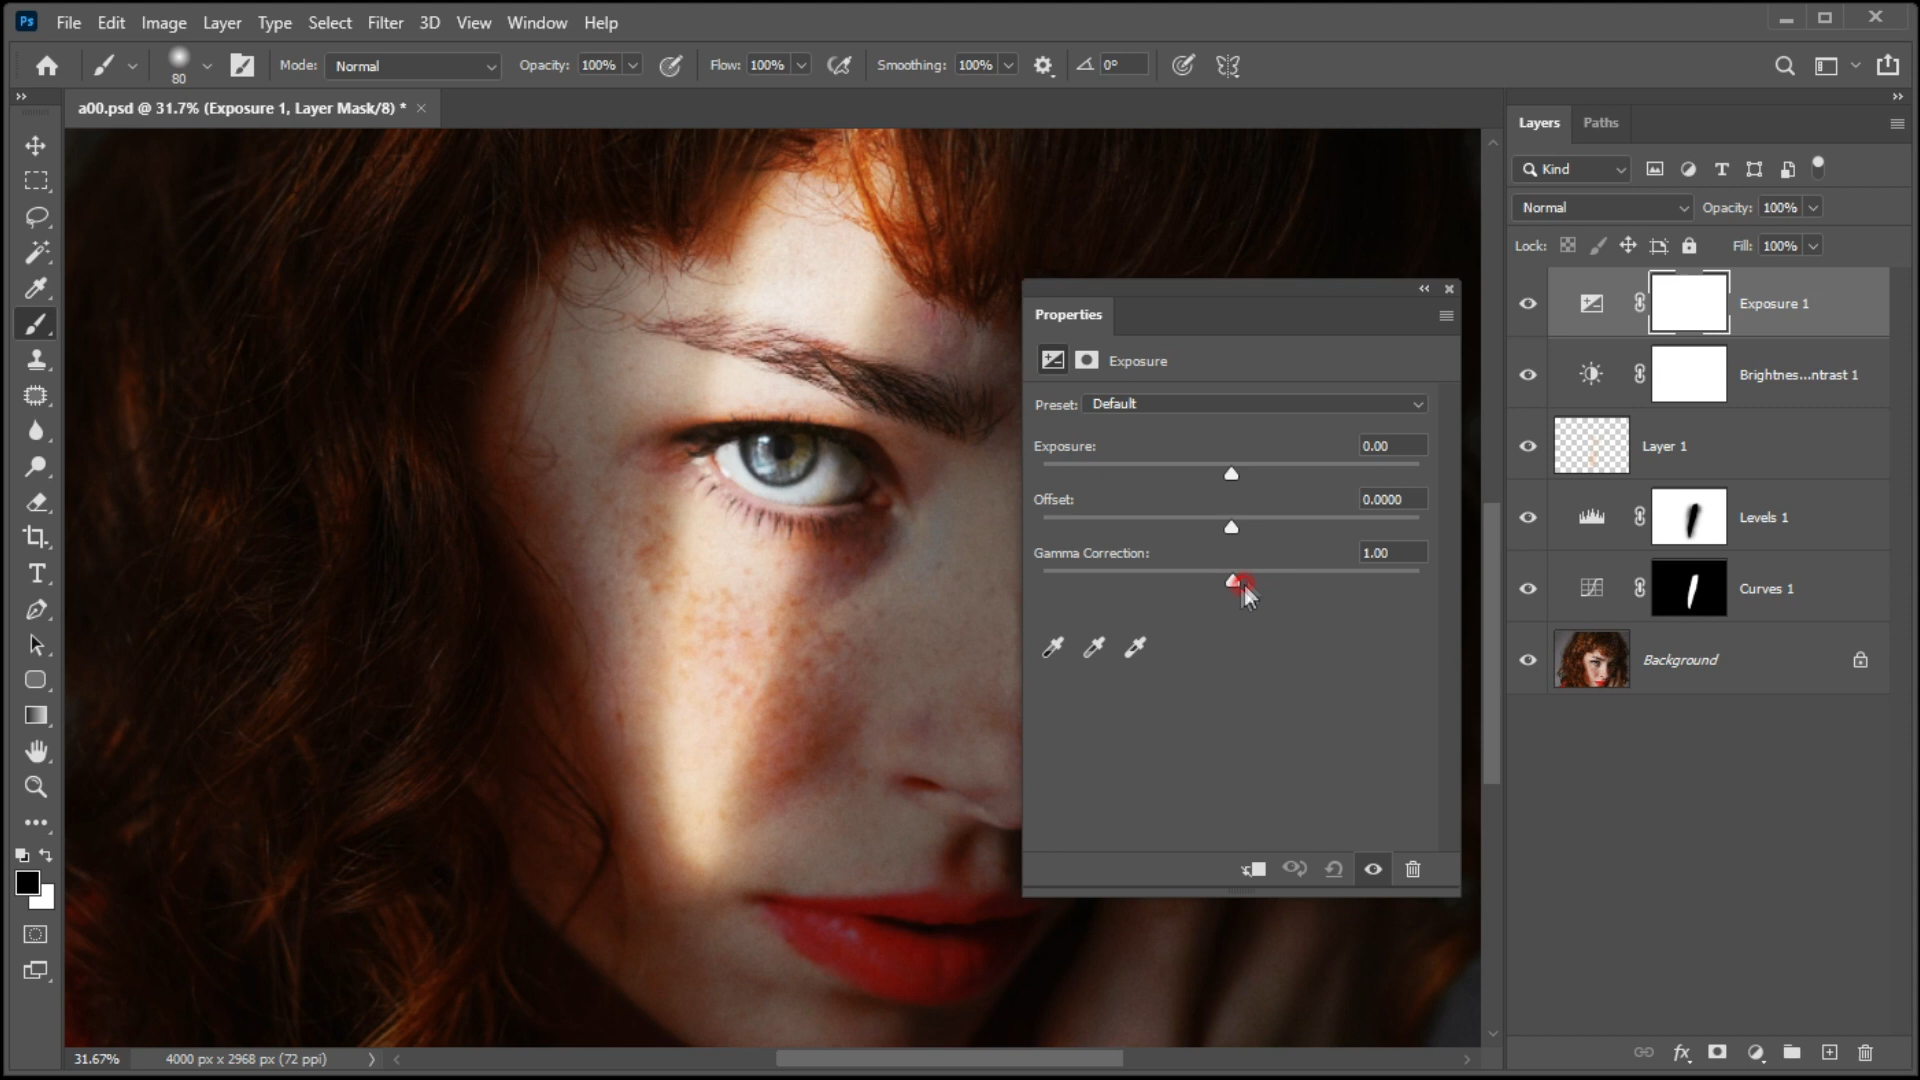 Ps File Edit Image Layer Type Select Filter 3D View Window Help
80 Mode: Normal Opacity: 100% Flow: 100% Smoothing: 100% 0°
a00.psd @ 31.7% (Exposure 1, Layer Mask/8) *
Layers Paths
Kind
Normal Opacity: 100%
Lock: Fill: 100%
Exposure 1
Brightnes...ntrast 1
Layer 1
Levels 1
Curves 1
Background
Properties
Exposure
Preset: Default
Exposure: 0.00
Offset: 0.0000
Gamma Correction: 1.00
31.67% 4000 px x 2968 px (72 ppi)